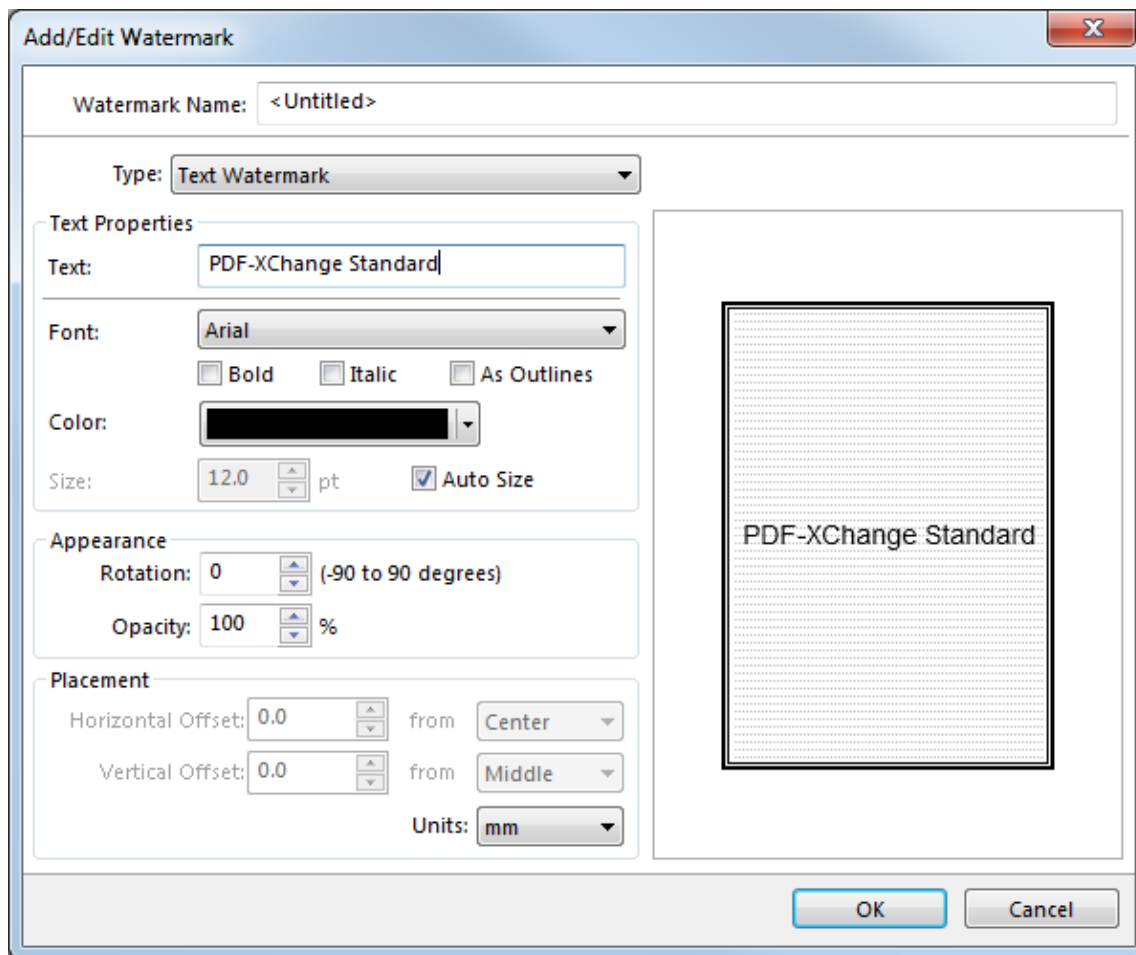 Add/Edit Watermark
Watermark Name: <Untitled>
Type: Text Watermark
Text Properties
Text: PDF-XChange Standard
Font: Arial
Bold Italic As Outlines
Color:
Size: 12.0 pt Auto Size
Appearance
Rotation: 0 (-90 to 90 degrees)
Opacity: 100 %
Placement
Horizontal Offset: 0.0 from Center
Vertical Offset: 0.0 from Middle
Units: mm
PDF-XChange Standard
OK Cancel